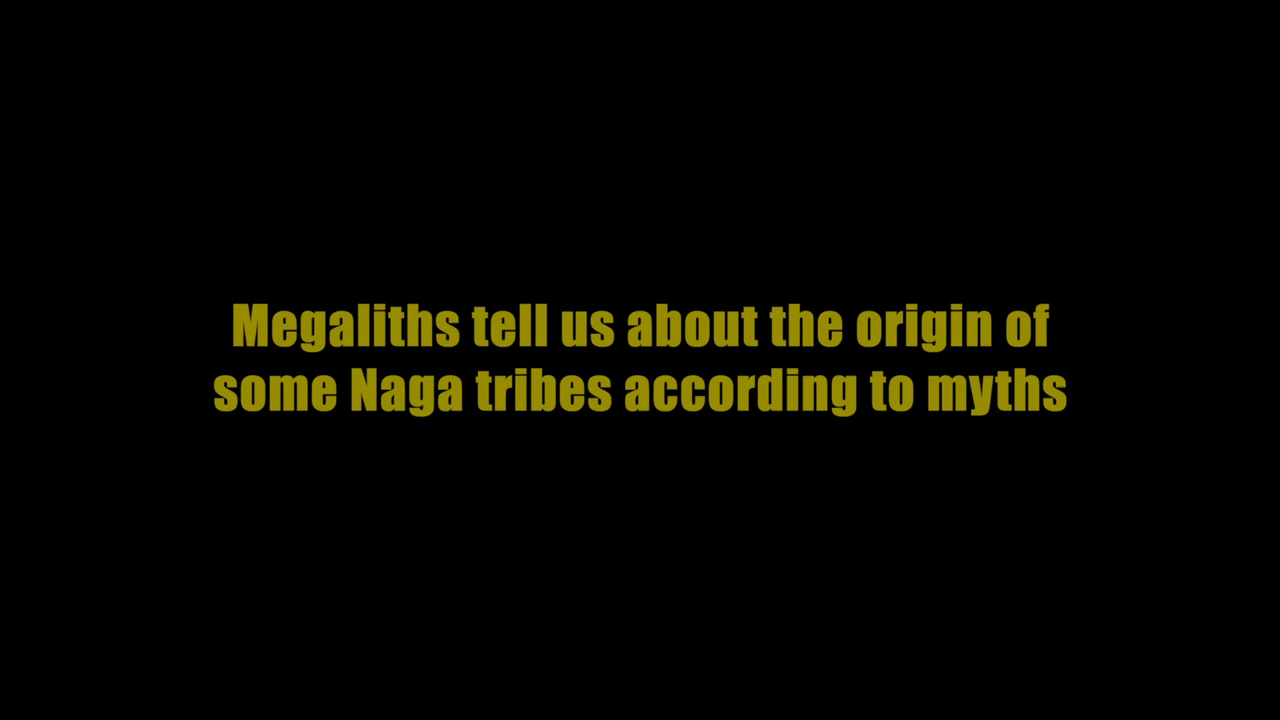 Megaliths tell us about the origin of
some Naga tribes according to myths